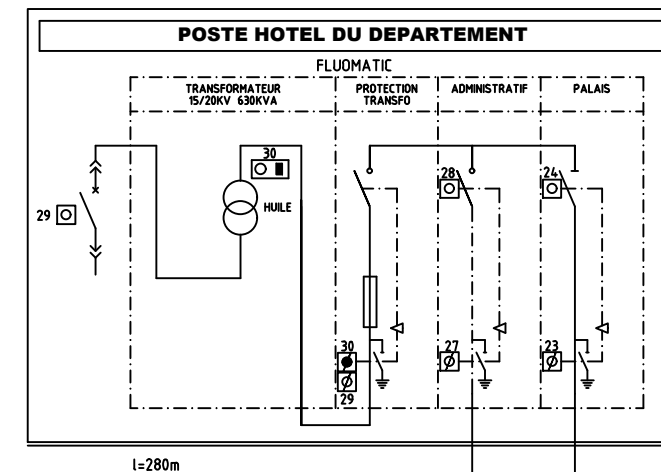 POSTE HOTEL DU DEPARTEMENT
FLUOMATIC
TRANSFORMATEUR
15/20KV 630KVA
PROTECTION
TRANSFO
ADMINISTRATIF
PALAIS
30
28
24
29
HUILE
30
27
23
29
l=280m